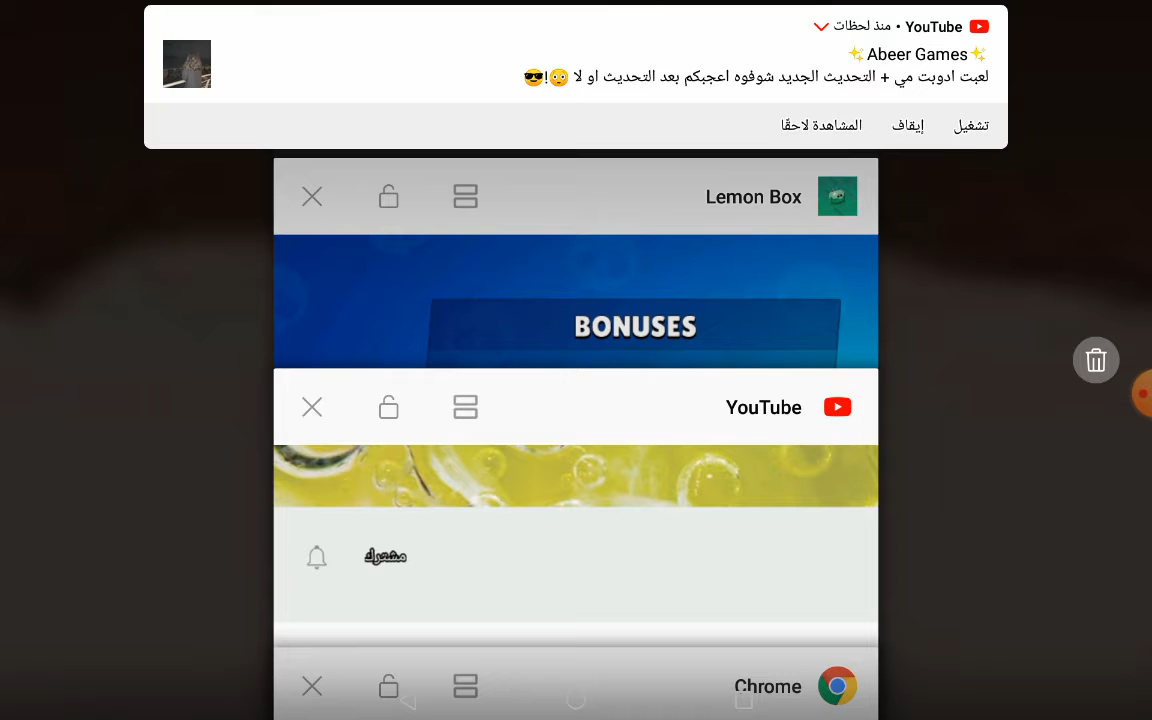 YouTube • منذ لحظات
✨Abeer Games✨
لعبت ادوبت مي + التحديث الجديد شوفوه اعجبكم بعد التحديث او لا 😳!😎
تشغيل إيقاف المشاهدة لاحقًا
Lemon Box
BONUSES
YouTube
مشترك
Chrome